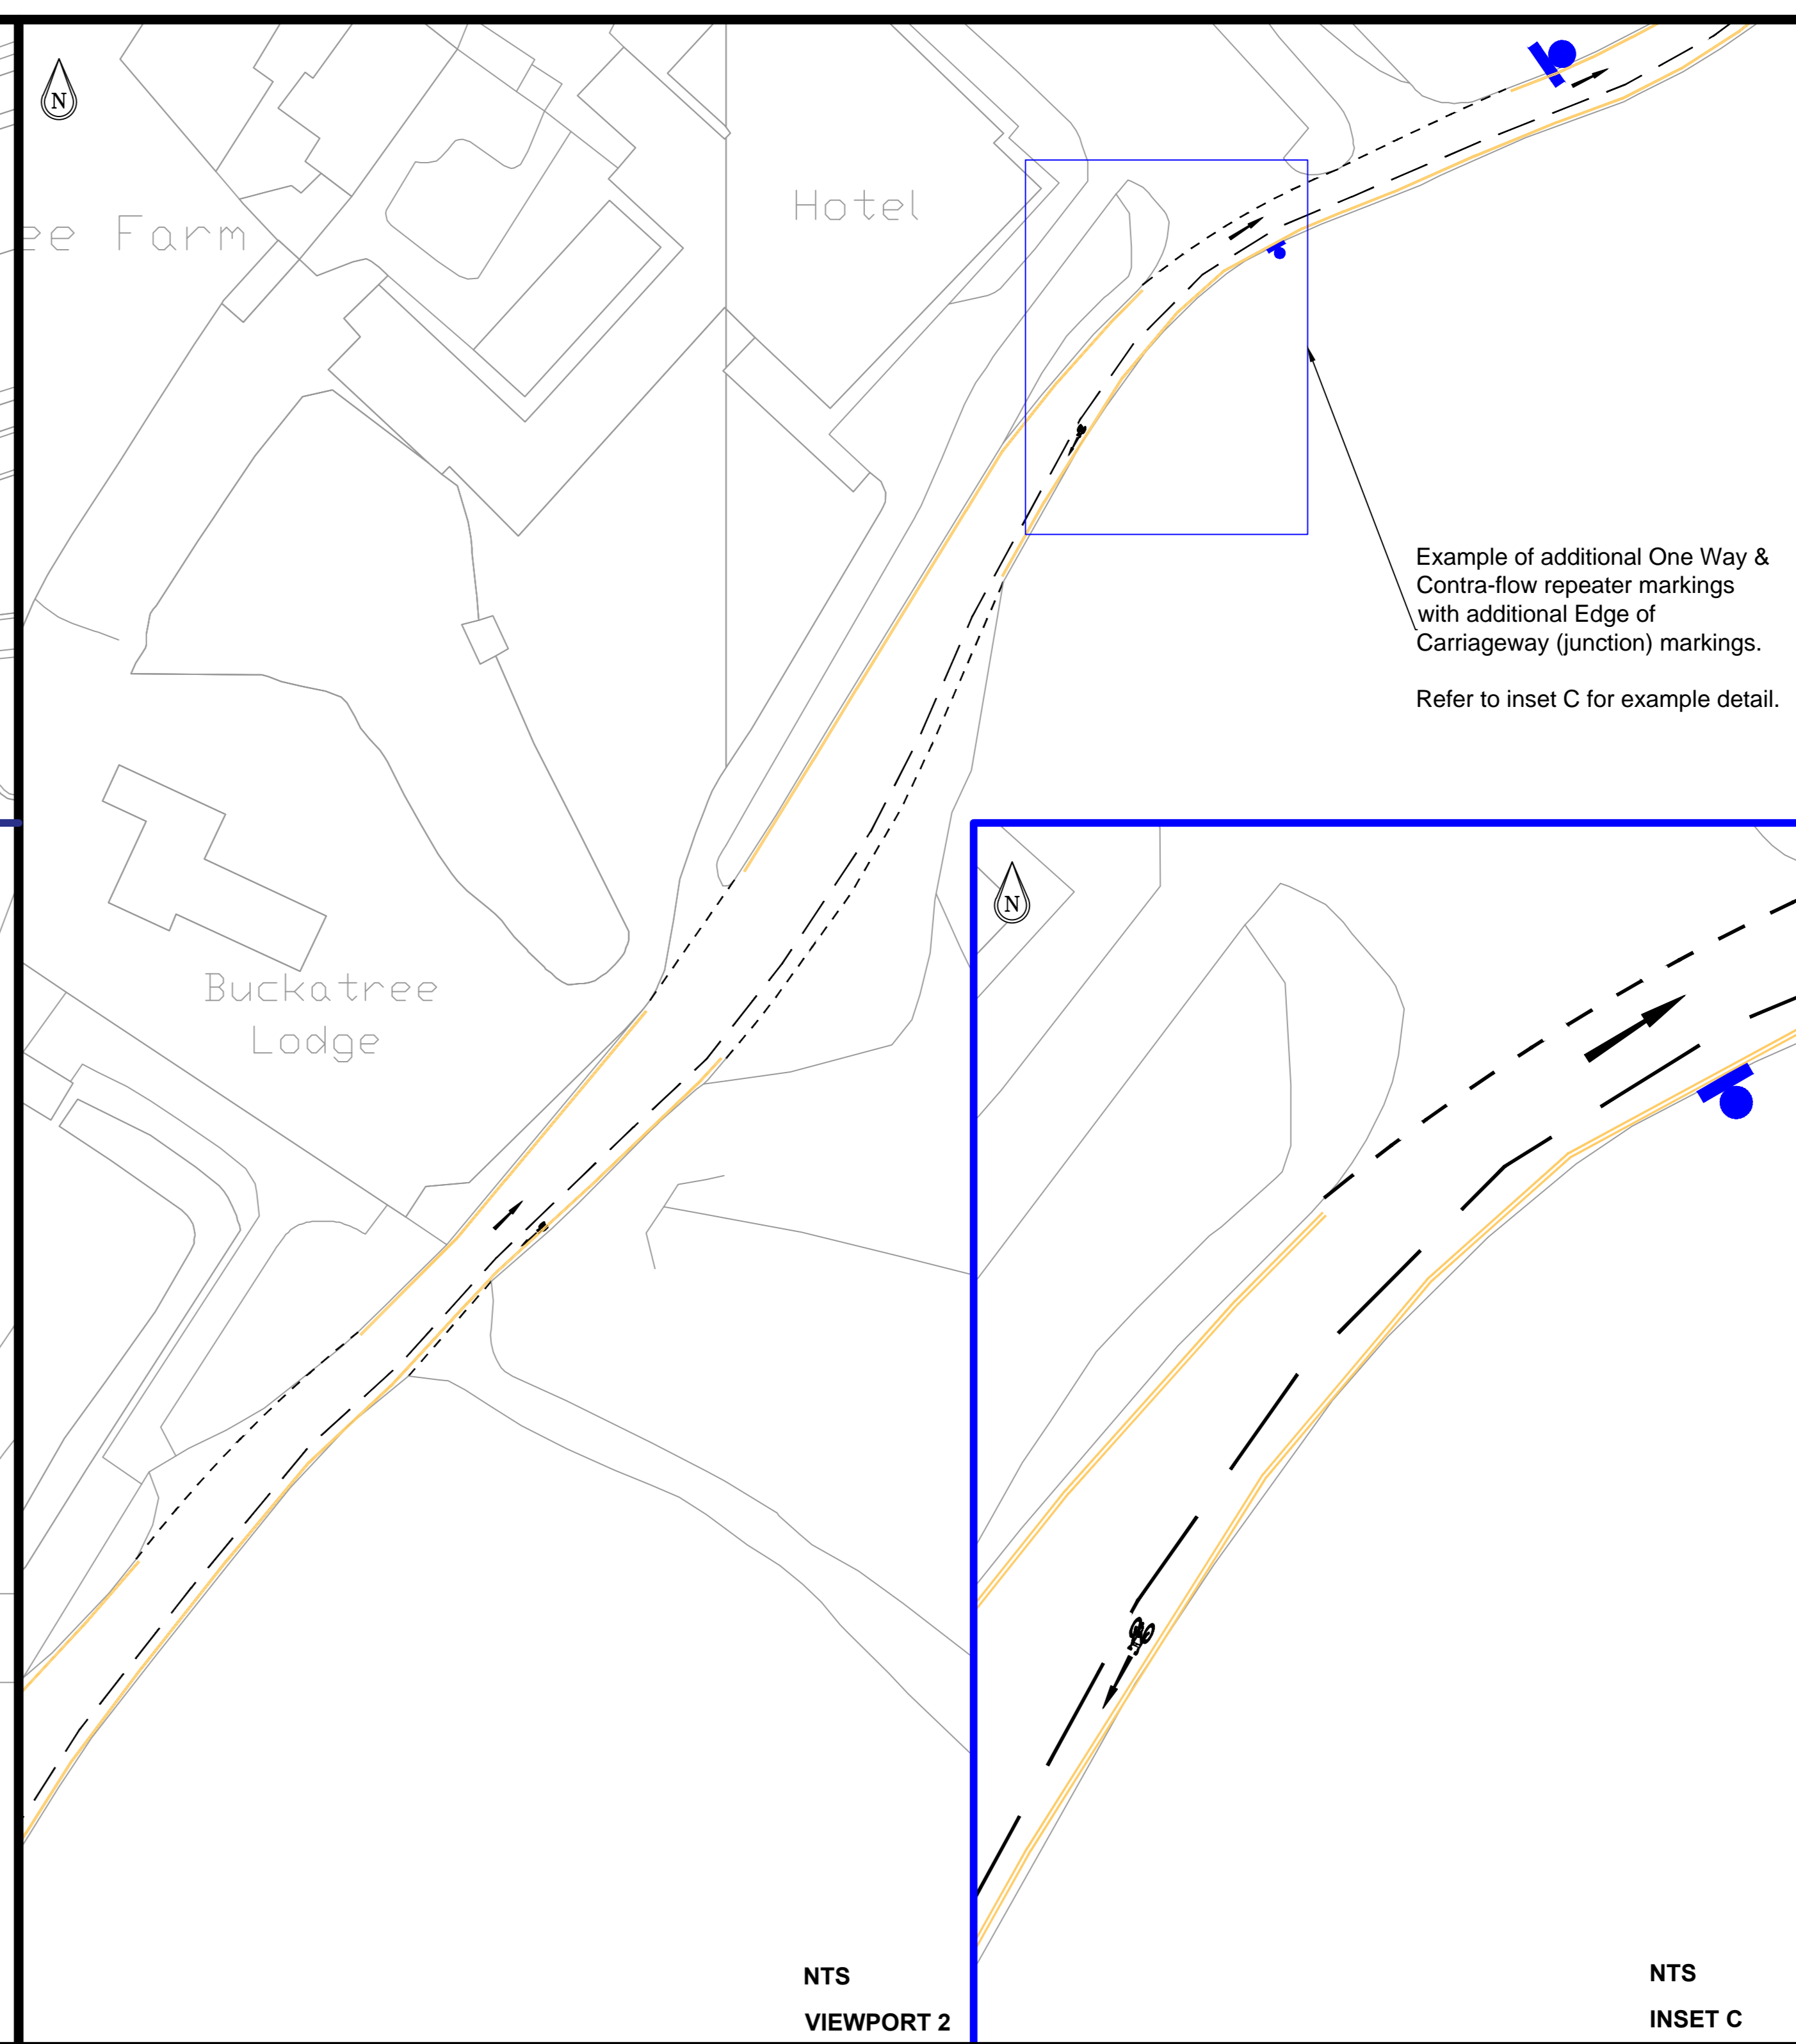 N
Hotel
ee Farm
Example of additional One Way &
Contra-flow repeater markings
with additional Edge of
Carriageway (junction) markings.
Refer to inset C for example detail.
N
Buckatree
Lodge
NTS
VIEWPORT 2
NTS
INSET C